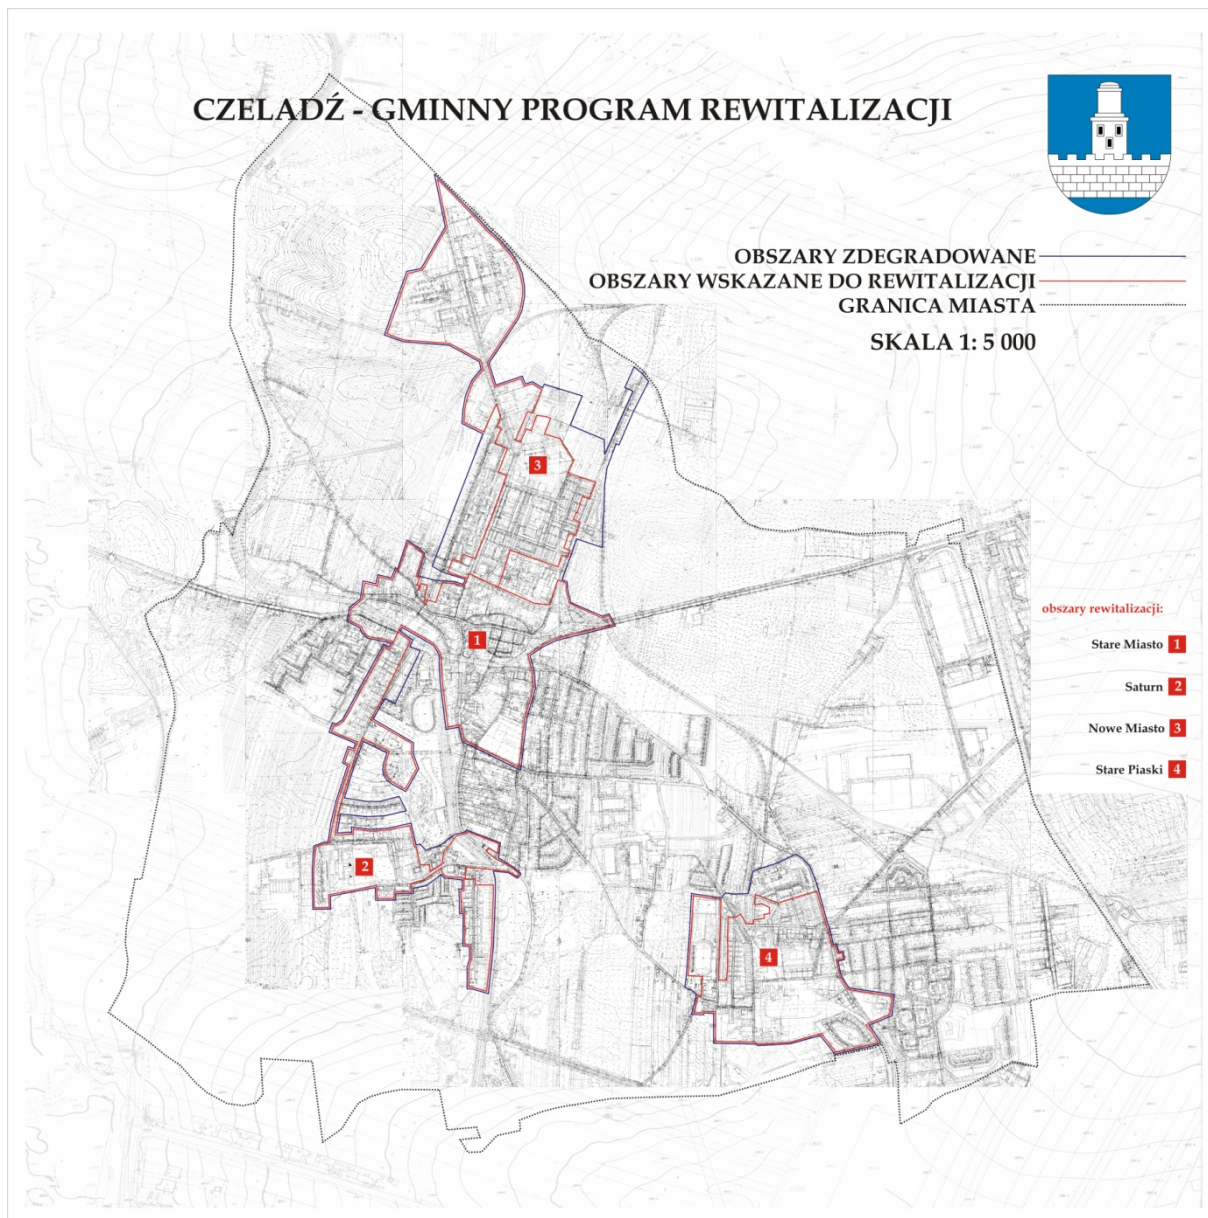 CZELADŹ - GMINNY PROGRAM REWITALIZACJI
OBSZARY ZDEGRADOWANE
OBSZARY WSKAZANE DO REWITALIZACJI
GRANICA MIASTA
SKALA 1: 5 000
3
1
2
4
obszary rewitalizacji:
Stare Miasto 1
Saturn 2
Nowe Miasto 3
Stare Piaski 4